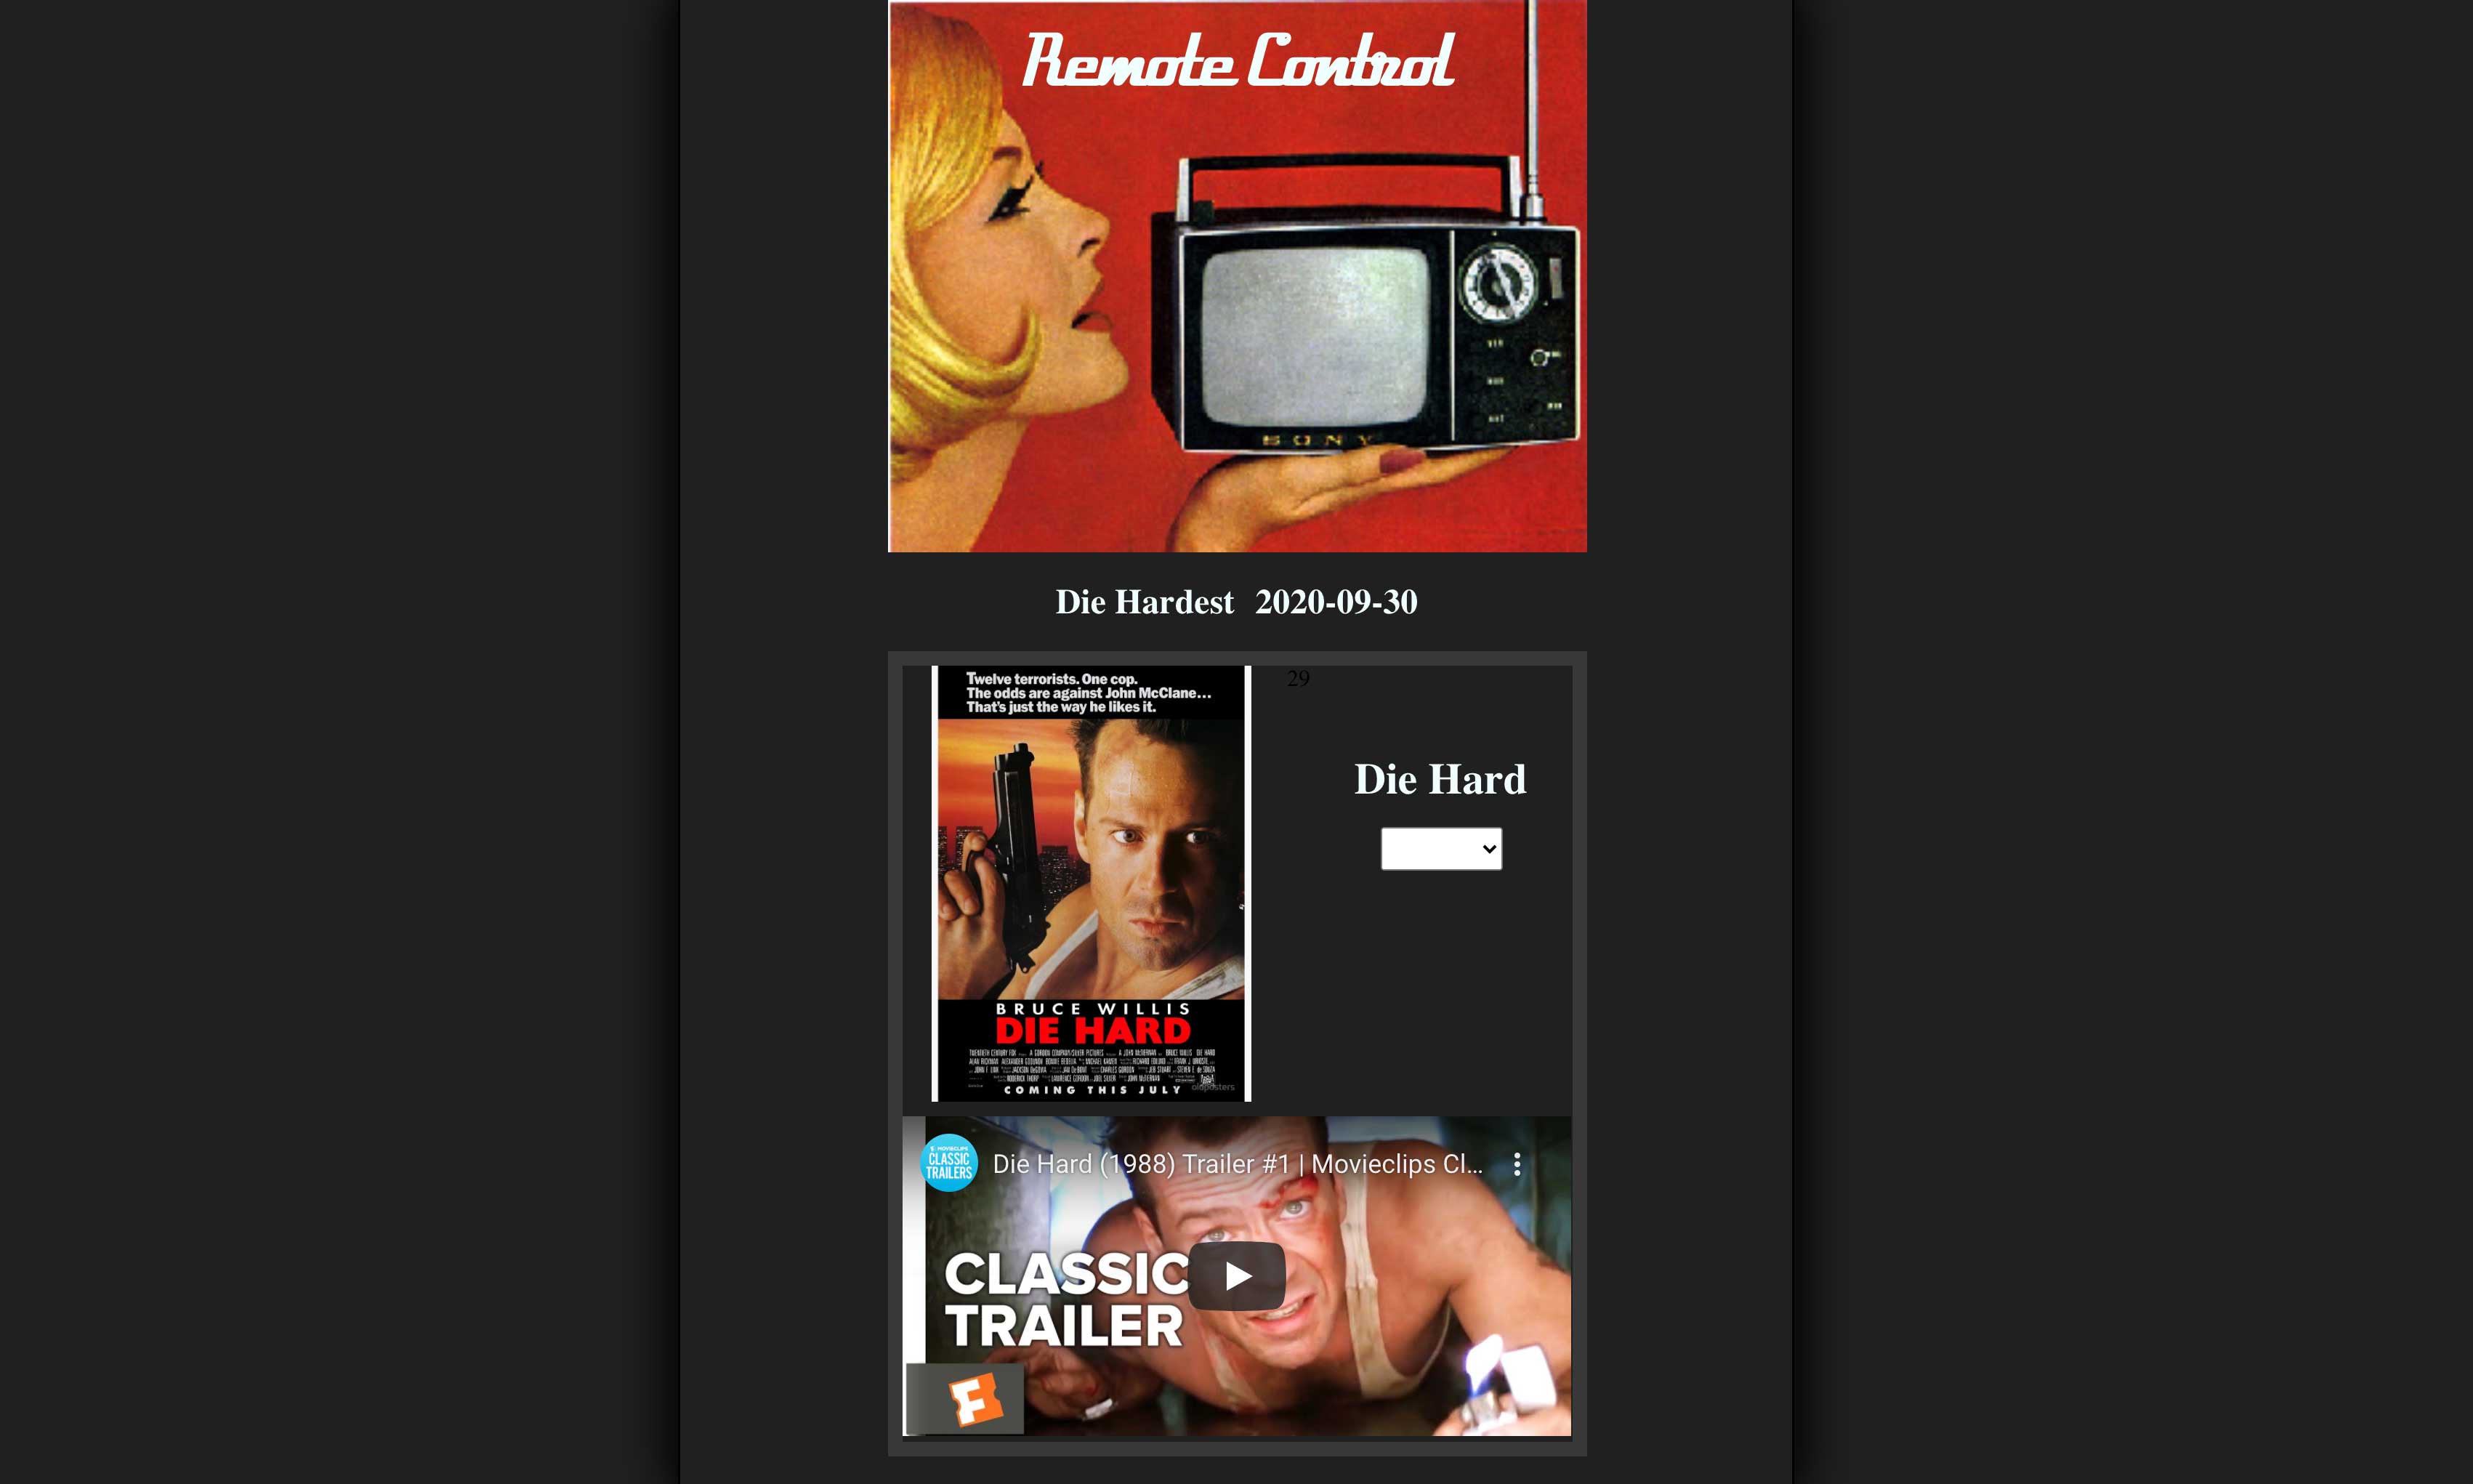 Remote Control
SONY
Die Hardest 2020-09-30
29
Twelve terrorists. One cop.
The odds are against John McClane...
That's just the way he likes it.
Die Hard
BRUCE WILLIS
DIE HARD
COMING THIS JULY
oldposters
MOVIECLIPS
CLASSIC
TRAILERS
Die Hard (1988) Trailer #1 | Movieclips Cl...
CLASSIC
TRAILER
F